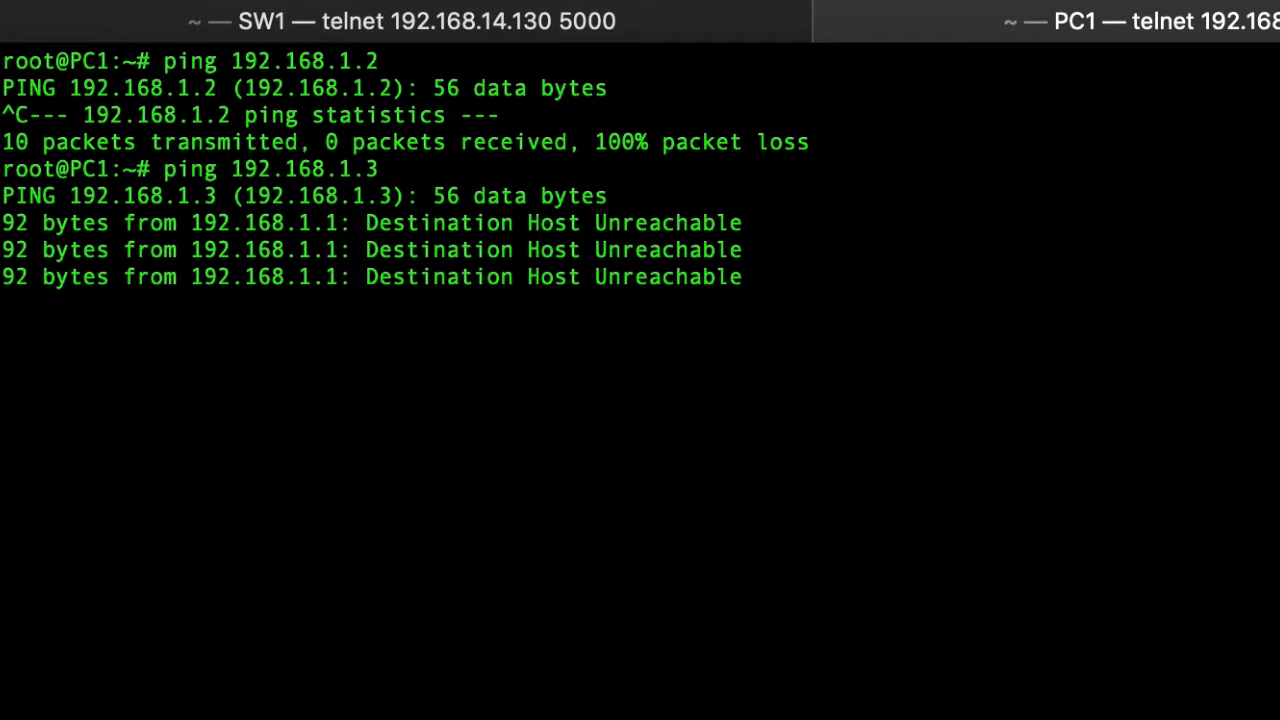 ~ — SW1 — telnet 192.168.14.130 5000
~ — PC1 — telnet 192.168
root@PC1:~# ping 192.168.1.2
PING 192.168.1.2 (192.168.1.2): 56 data bytes
^C--- 192.168.1.2 ping statistics ---
10 packets transmitted, 0 packets received, 100% packet loss
root@PC1:~# ping 192.168.1.3
PING 192.168.1.3 (192.168.1.3): 56 data bytes
92 bytes from 192.168.1.1: Destination Host Unreachable
92 bytes from 192.168.1.1: Destination Host Unreachable
92 bytes from 192.168.1.1: Destination Host Unreachable